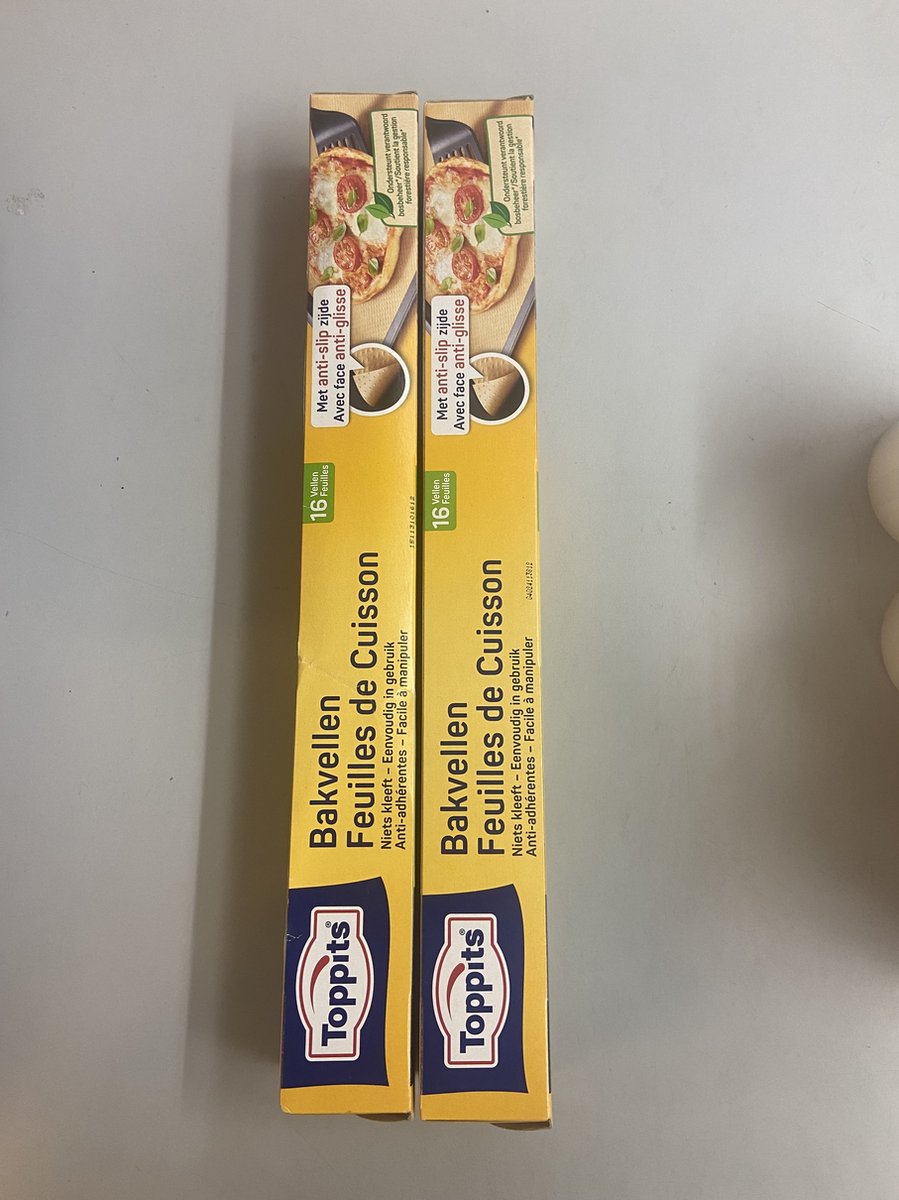 Toppits®
Bakvellen
Feuilles de Cuisson
Niets kleeft – Eenvoudig in gebruik
Anti-adhérentes – Facile à manipuler
16 Vellen
Feuilles
Met anti-slip zijde
Avec face anti-glisse
Ondersteunt verantwoord
bosbeheer*/Soutient la gestion
forestière responsable*
Toppits®
Bakvellen
Feuilles de Cuisson
Niets kleeft – Eenvoudig in gebruik
Anti-adhérentes – Facile à manipuler
16 Vellen
Feuilles
Met anti-slip zijde
Avec face anti-glisse
Ondersteunt verantwoord
bosbeheer*/Soutient la gestion
forestière responsable*